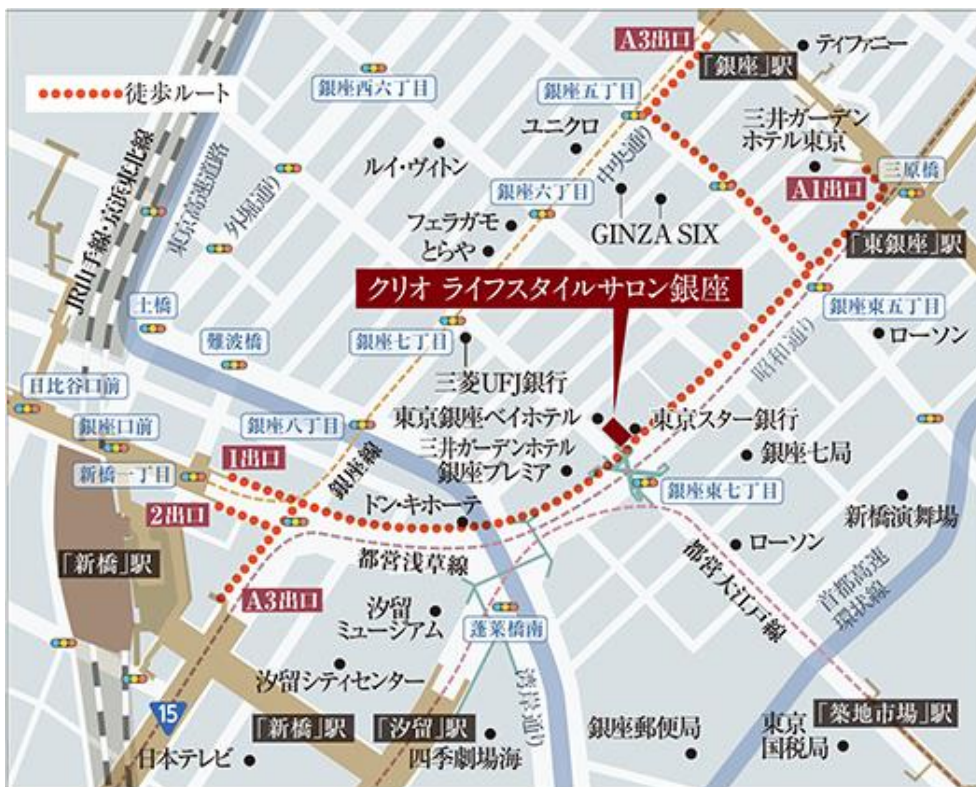 A3出口
ティファニー
「銀座」駅
徒歩ルート
銀座西六丁目
銀座五丁目
ユニクロ
三井ガーデン
ホテル東京
三原橋
ルイ・ヴィトン
中央通り
A1出口
JR山手線・京浜東北線
東京高速道路
外堀通り
銀座六丁目
フェラガモ
とらや
GINZA SIX
「東銀座」駅
クリオ ライフスタイルサロン銀座
銀座東五丁目
土橋
難波橋
銀座七丁目
昭和通り
ローソン
三菱UFJ銀行
日比谷口前
銀座口前
銀座八丁目
東京銀座ベイホテル
東京スター銀行
新橋一丁目
1出口
銀座線
三井ガーデンホテル
銀座プレミア
銀座七局
銀座東七丁目
2出口
トン・キホーテ
新橋演舞場
「新橋」駅
都営浅草線
ローソン
A3出口
都営大江戸線
首都高速
環状線
汐留
ミュージアム
蓬莱橋南
汐留シティセンター
湾景通り
15
「新橋」駅
「汐留」駅
「築地市場」駅
日本テレビ
四季劇場海
銀座郵便局
東京
国税局